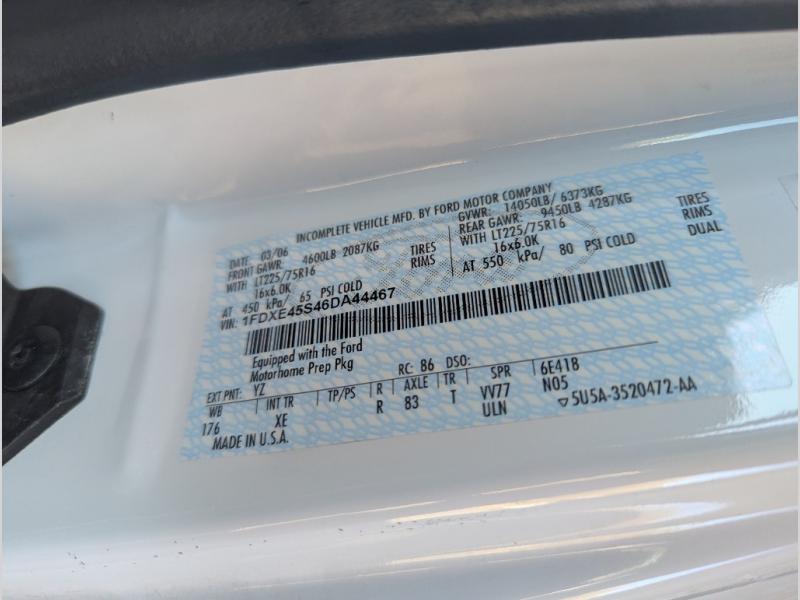 INCOMPLETE VEHICLE MFD. BY FORD MOTOR COMPANY
DATE: 03/06 GVWR: 14050LB/ 6373KG
FRONT GAWR: 4600LB 2087KG REAR GAWR: 9450LB 4287KG
WITH LT225/75R16 TIRES WITH LT225/75R16 TIRES
16x6.0K RIMS 16x6.0K RIMS
AT 450 kPa/ 65 PSI COLD AT 550 kPa/ 80 PSI COLD DUAL
VIN: 1FDXE45S46DA44467
Equipped with the Ford
Motorhome Prep Pkg
EXT PNT: YZ RC: 86 DSO:
WB INT TR TP/PS R AXLE TR SPR 6E418
176 XE R 83 T VV77 N05
ULN
MADE IN U.S.A. ▽5U5A-3520472-AA